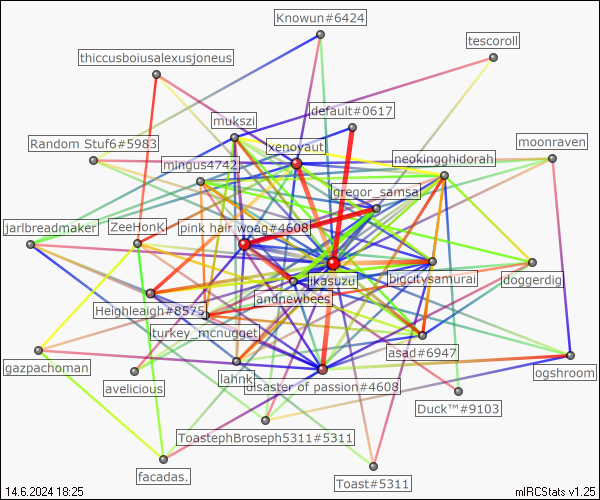 Knowun#6424
tescoroll
thiccusboiusalexusjoneus
default#0617
mukszi
Random Stuf6#5983
xenoyaut
moonraven
mingus4742
neokingghidorah
gregor_samsa
jarlbreadmaker
ZeeHonk
pink hair woag#4608
jkasuzu
bigcitysamurai
doggerdig
andnewbees
Heighleaigh#8575
turkey_mcnugget
asad#6947
gazpachoman
lahnk
ogshroom
avelicious
disaster of passion#4608
Duck™#9103
ToastephBroseph5311#5311
facadas.
Toast#5311
14.6.2024 18:25
mIRCStats v1.25